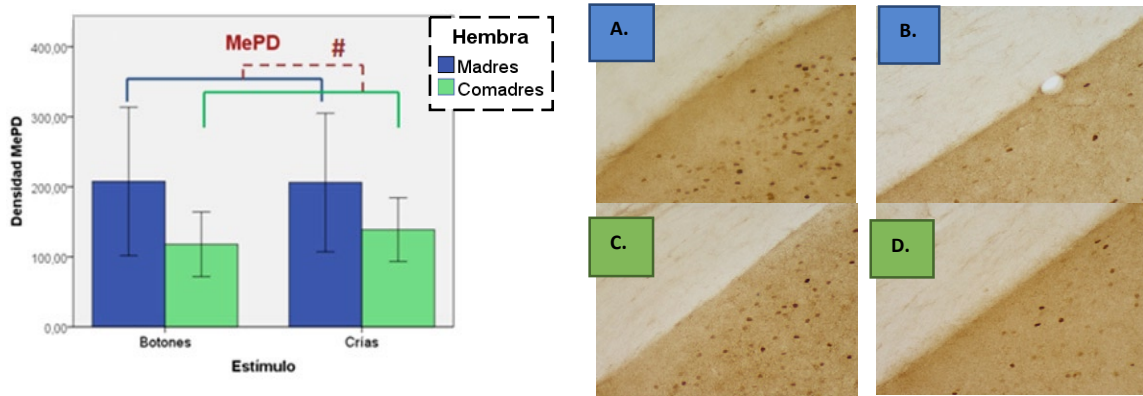 400,00
300,00
200,00
100,00
0,00
Densidad MePD
MePD
#
Hembra
Madres
Comadres
Botones
Crías
Estímulo
A.
B.
C.
D.